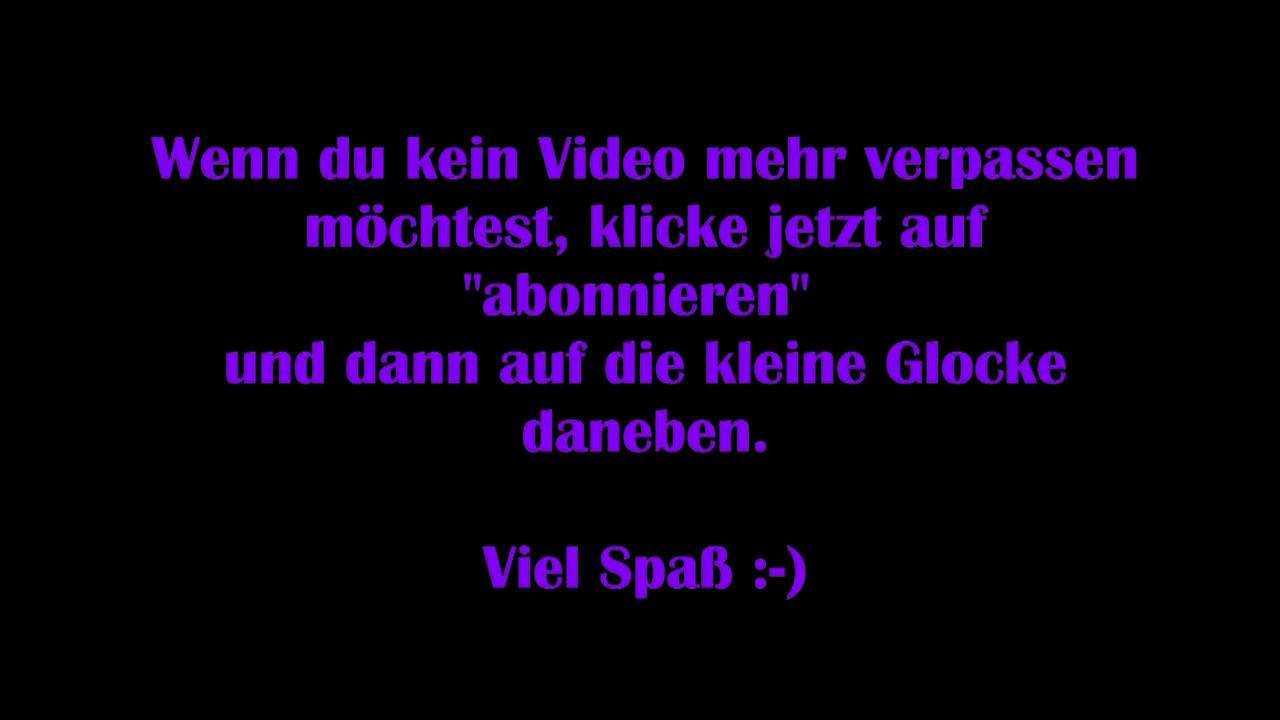 Wenn du kein Video mehr verpassen
möchtest, klicke jetzt auf
"abonnieren"
und dann auf die kleine Glocke
daneben.
Viel Spaß :-)